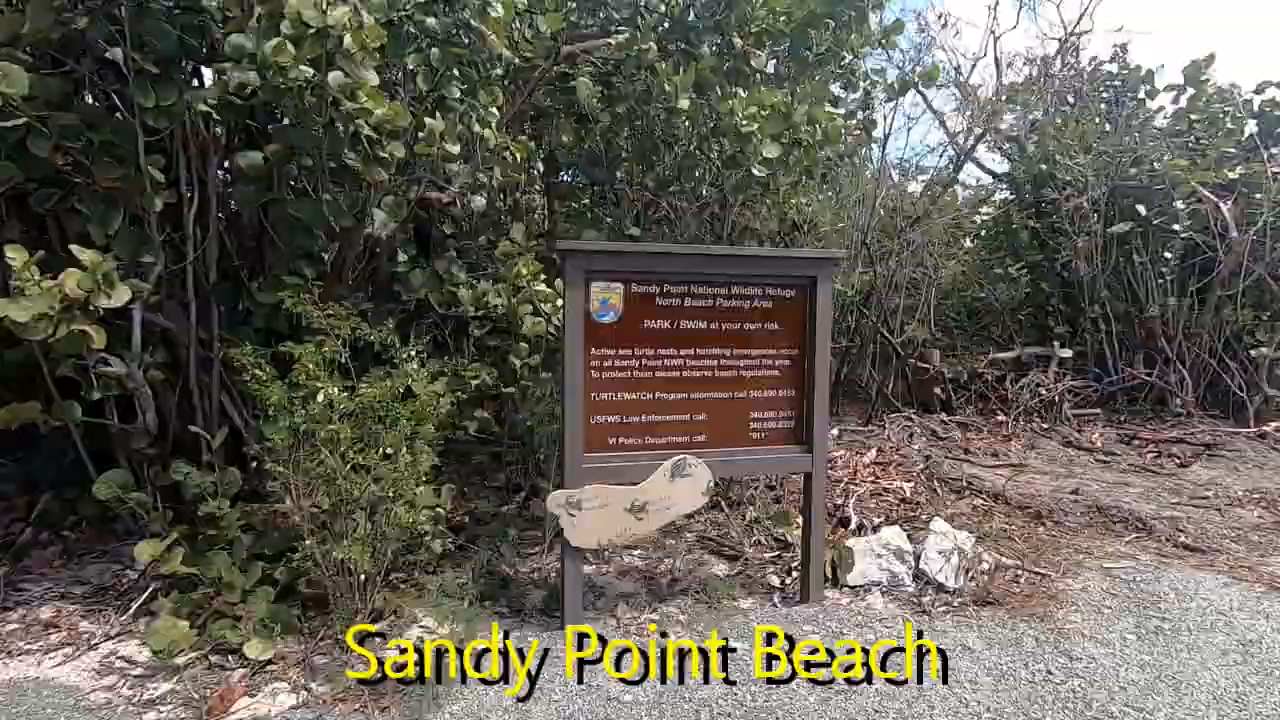 Sandy Point National Wildlife Refuge
North Beach Parking Area
PARK / SWIM at your own risk.
Active sea turtle nests and hatchling emergences occur
on all Sandy Point NWR beaches throughout the year.
To protect them please observe beach regulations.
TURTLEWATCH Program information call
USFWS Law Enforcement call:
VI Police Department call: "911"
Sandy Point Beach